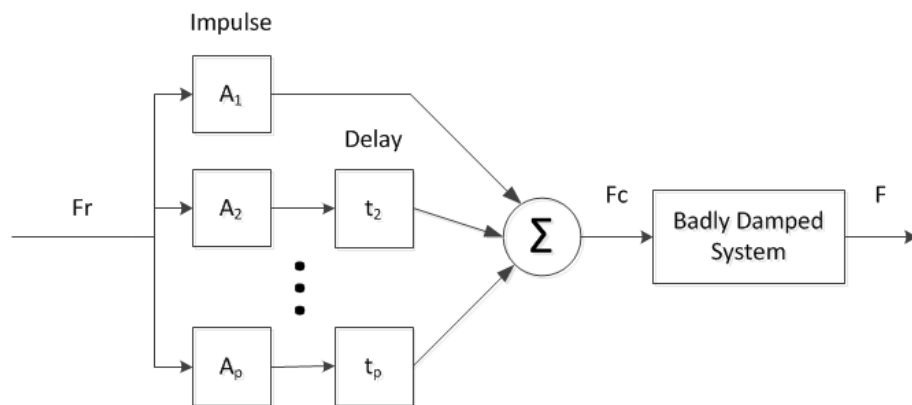 Impulse
A₁
Delay
Fr
A₂
t₂
Σ
Fc
Badly Damped
System
F
Aₚ
tₚ